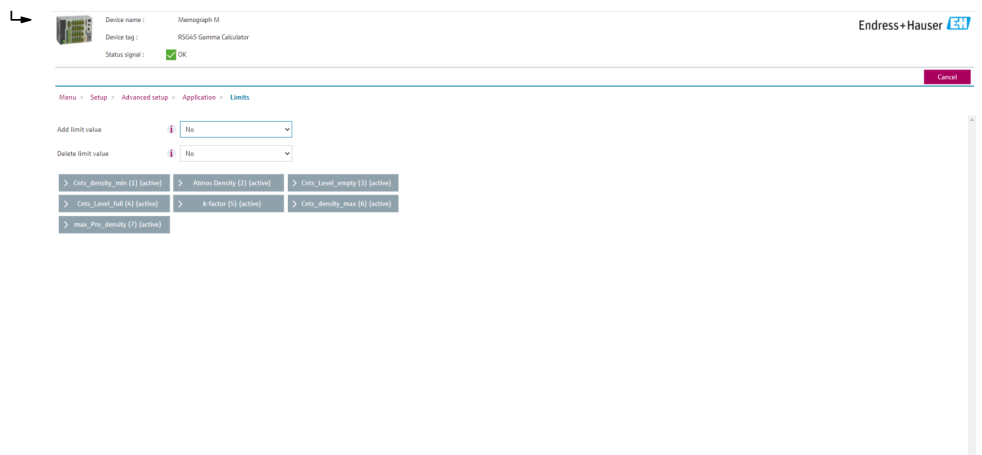 Device name : Memograph M
Endress+Hauser EH
Device tag : RSG45 Gamma Calculator
Status signal : OK
Cancel
Menu > Setup > Advanced setup > Application > Limits
Add limit value i No
Delete limit value i No
> Cnts_density_min (1) (active) > Atmos Density (2) (active) > Cnts_Level_empty (3) (active)
> Cnts_Level_full (4) (active) > k-factor (5) (active) > Cnts_density_max (6) (active)
> max_Pro_density (7) (active)